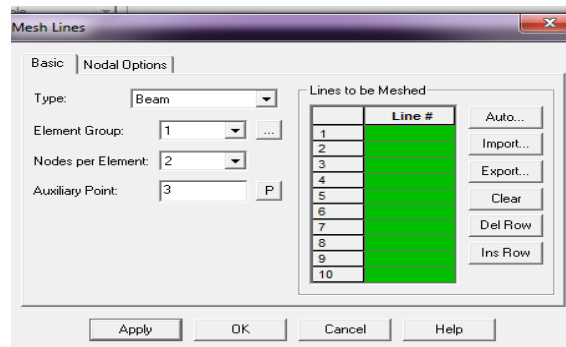 Mesh Lines
Basic
Nodal Options
Type: Beam
Element Group: 1 ...
Nodes per Element: 2
Auxiliary Point: 3 P
Lines to be Meshed
Line #
1
2
3
4
5
6
7
8
9
10
Auto...
Import...
Export...
Clear
Del Row
Ins Row
Apply OK Cancel Help